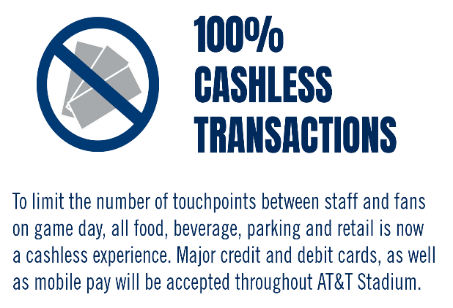 100%
CASHLESS
TRANSACTIONS
To limit the number of touchpoints between staff and fans
on game day, all food, beverage, parking and retail is now
a cashless experience. Major credit and debit cards, as well
as mobile pay will be accepted throughout AT&T Stadium.